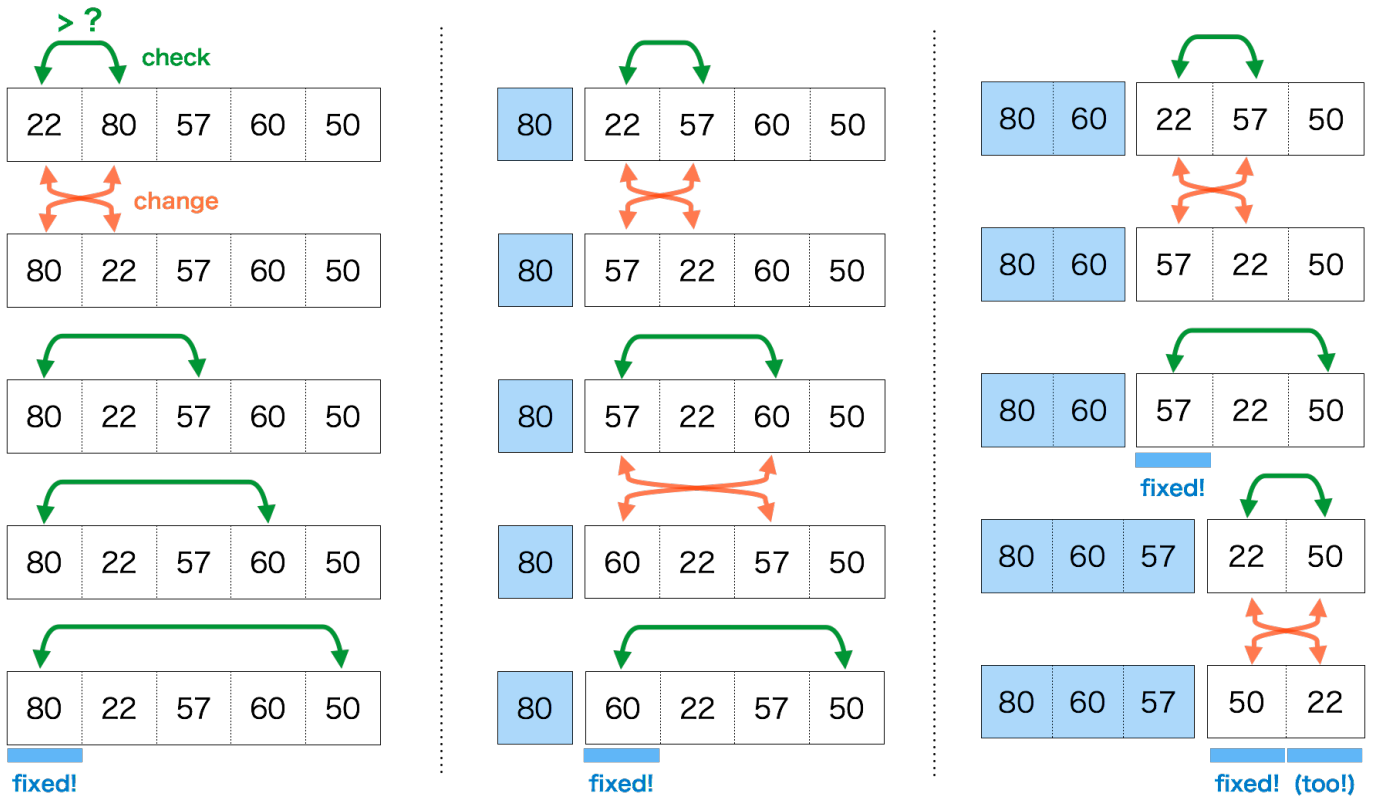 > ?
check
22 80 57 60 50
change
80 22 57 60 50
80 22 57 60 50
80 22 57 60 50
80 22 57 60 50
fixed!
80 22 57 60 50
80 57 22 60 50
80 57 22 60 50
80 60 22 57 50
80 60 22 57 50
fixed!
80 60 22 57 50
80 60 57 22 50
80 60 57 22 50
fixed!
80 60 57 22 50
80 60 57 50 22
fixed! (too!)